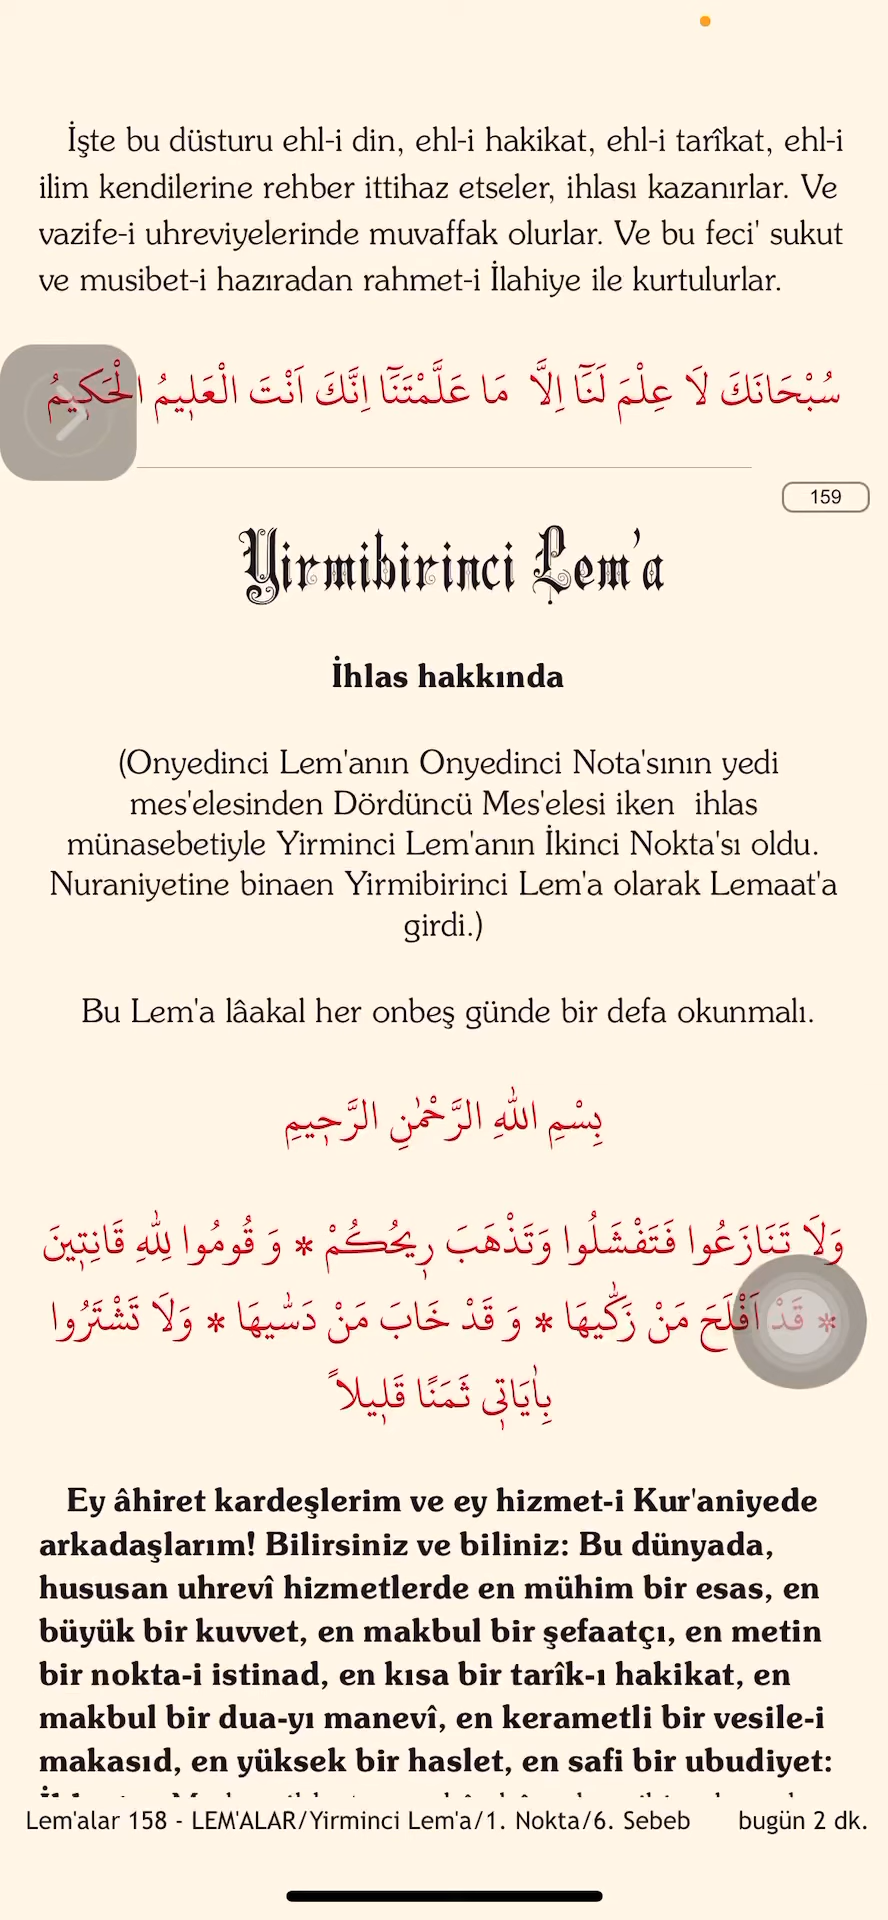 İşte bu düsturu ehl-i din, ehl-i hakikat, ehl-i tarîkat, ehl-i
ilim kendilerine rehber ittihaz etseler, ihlası kazanırlar. Ve
vazife-i uhreviyelerinde muvaffak olurlar. Ve bu feci' sukut
ve musibet-i hazıradan rahmet-i İlahiye ile kurtulurlar.
سُبْحَانَكَ لَا عِلْمَ لَنَٓا اِلَّا مَا عَلَّمْتَنَٓا اِنَّكَ اَنْتَ الْعَلِيمُ الْحَكِيمُ
159
Yirmibirinci Lem'a
İhlas hakkında
(Onyedinci Lem'anın Onyedinci Nota'sının yedi
mes'elesinden Dördüncü Mes'elesi iken ihlas
münasebetiyle Yirminci Lem'anın İkinci Nokta'sı oldu.
Nuraniyetine binaen Yirmibirinci Lem'a olarak Lemaat'a
girdi.)
Bu Lem'a lâakal her onbeş günde bir defa okunmalı.
بِسْمِ اللّٰهِ الرَّحْمٰنِ الرَّحِيمِ
وَلَا تَنَازَعُوا فَتَفْشَلُوا وَتَذْهَبَ رِيحُكُمْ * وَ قُومُوا لِلّٰهِ قَانِتِينَ
* قَدْ اَفْلَحَ مَنْ زَكّٰيهَا * وَ قَدْ خَابَ مَنْ دَسّٰيهَا * وَلَا تَشْتَرُوا
بِاٰيَاتِى ثَمَنًا قَلِيلاً
Ey âhiret kardeşlerim ve ey hizmet-i Kur'aniyede
arkadaşlarım! Bilirsiniz ve biliniz: Bu dünyada,
hususan uhrevî hizmetlerde en mühim bir esas, en
büyük bir kuvvet, en makbul bir şefaatçı, en metin
bir nokta-i istinad, en kısa bir tarîk-ı hakikat, en
makbul bir dua-yı manevî, en kerametli bir vesile-i
makasıd, en yüksek bir haslet, en safi bir ubudiyet:
Lem'alar 158 - LEM'ALAR/Yirminci Lem'a/1. Nokta/6. Sebeb
bugün 2 dk.